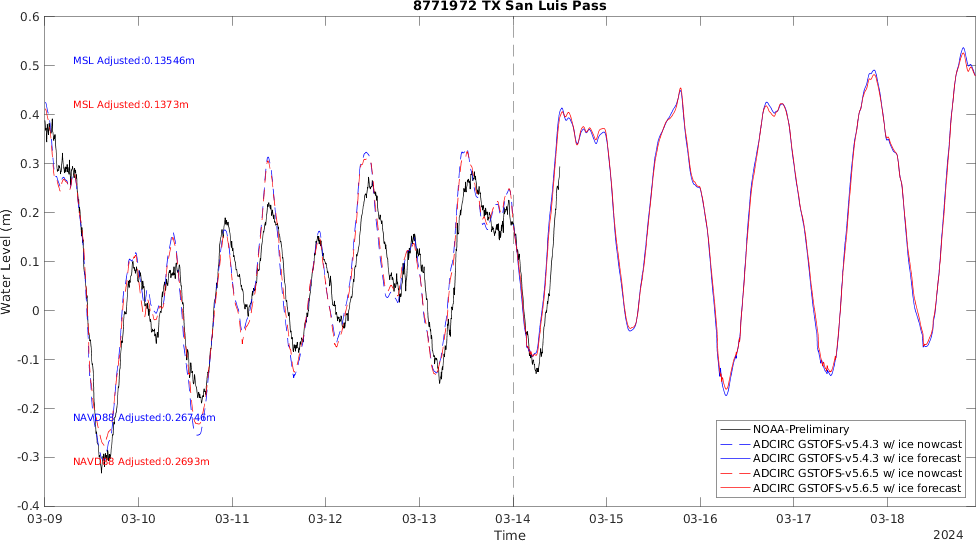 8771972 TX San Luis Pass
0.6
0.5
0.4
0.3
0.2
0.1
0
-0.1
-0.2
-0.3
-0.4
Water Level (m)
MSL Adjusted:0.13546m
MSL Adjusted:0.1373m
NAVD88 Adjusted:0.26746m
NAVD88 Adjusted:0.2693m
NOAA-Preliminary
ADCIRC GSTOFS-v5.4.3 w/ ice nowcast
ADCIRC GSTOFS-v5.4.3 w/ ice forecast
ADCIRC GSTOFS-v5.6.5 w/ ice nowcast
ADCIRC GSTOFS-v5.6.5 w/ ice forecast
03-09 03-10 03-11 03-12 03-13 03-14 03-15 03-16 03-17 03-18
Time
2024